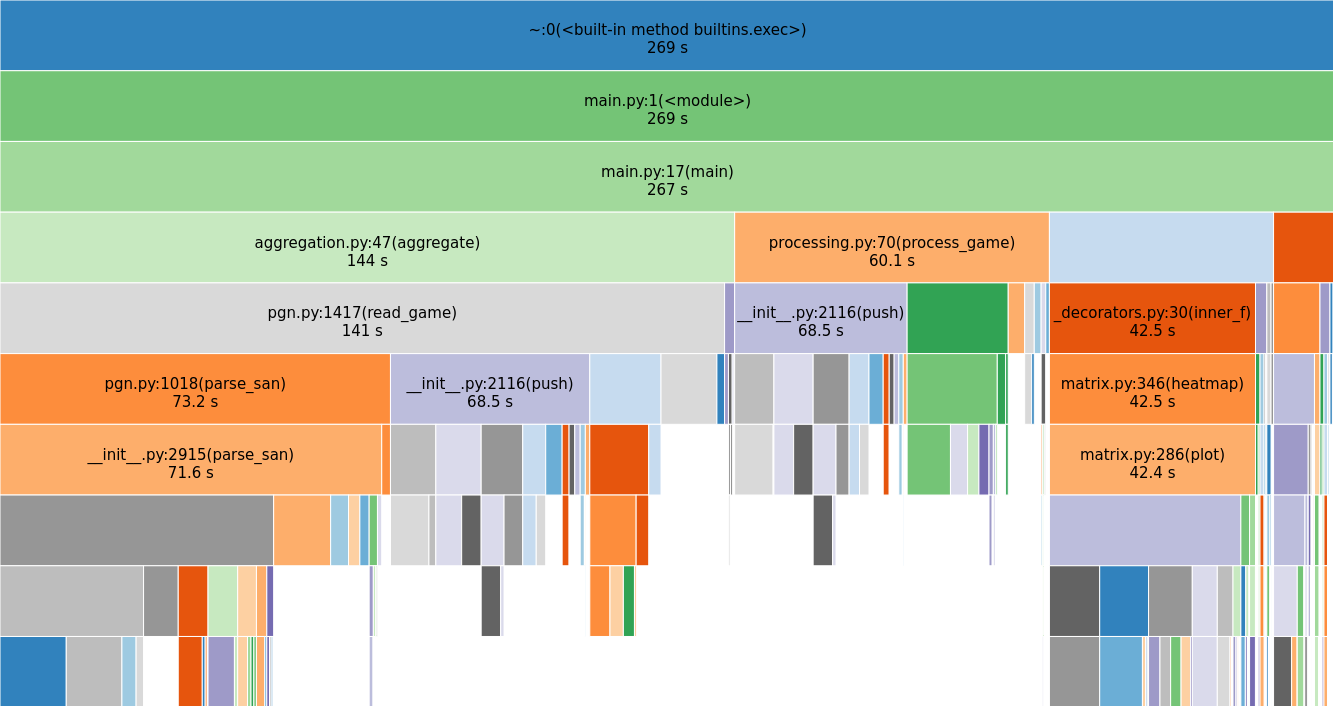 ~:0(<built-in method builtins.exec>)
269 s
main.py:1(<module>)
269 s
main.py:17(main)
267 s
aggregation.py:47(aggregate)
144 s
processing.py:70(process_game)
60.1 s
pgn.py:1417(read_game)
141 s
__init__.py:2116(push)
68.5 s
_decorators.py:30(inner_f)
42.5 s
pgn.py:1018(parse_san)
73.2 s
__init__.py:2116(push)
68.5 s
matrix.py:346(heatmap)
42.5 s
__init__.py:2915(parse_san)
71.6 s
matrix.py:286(plot)
42.4 s